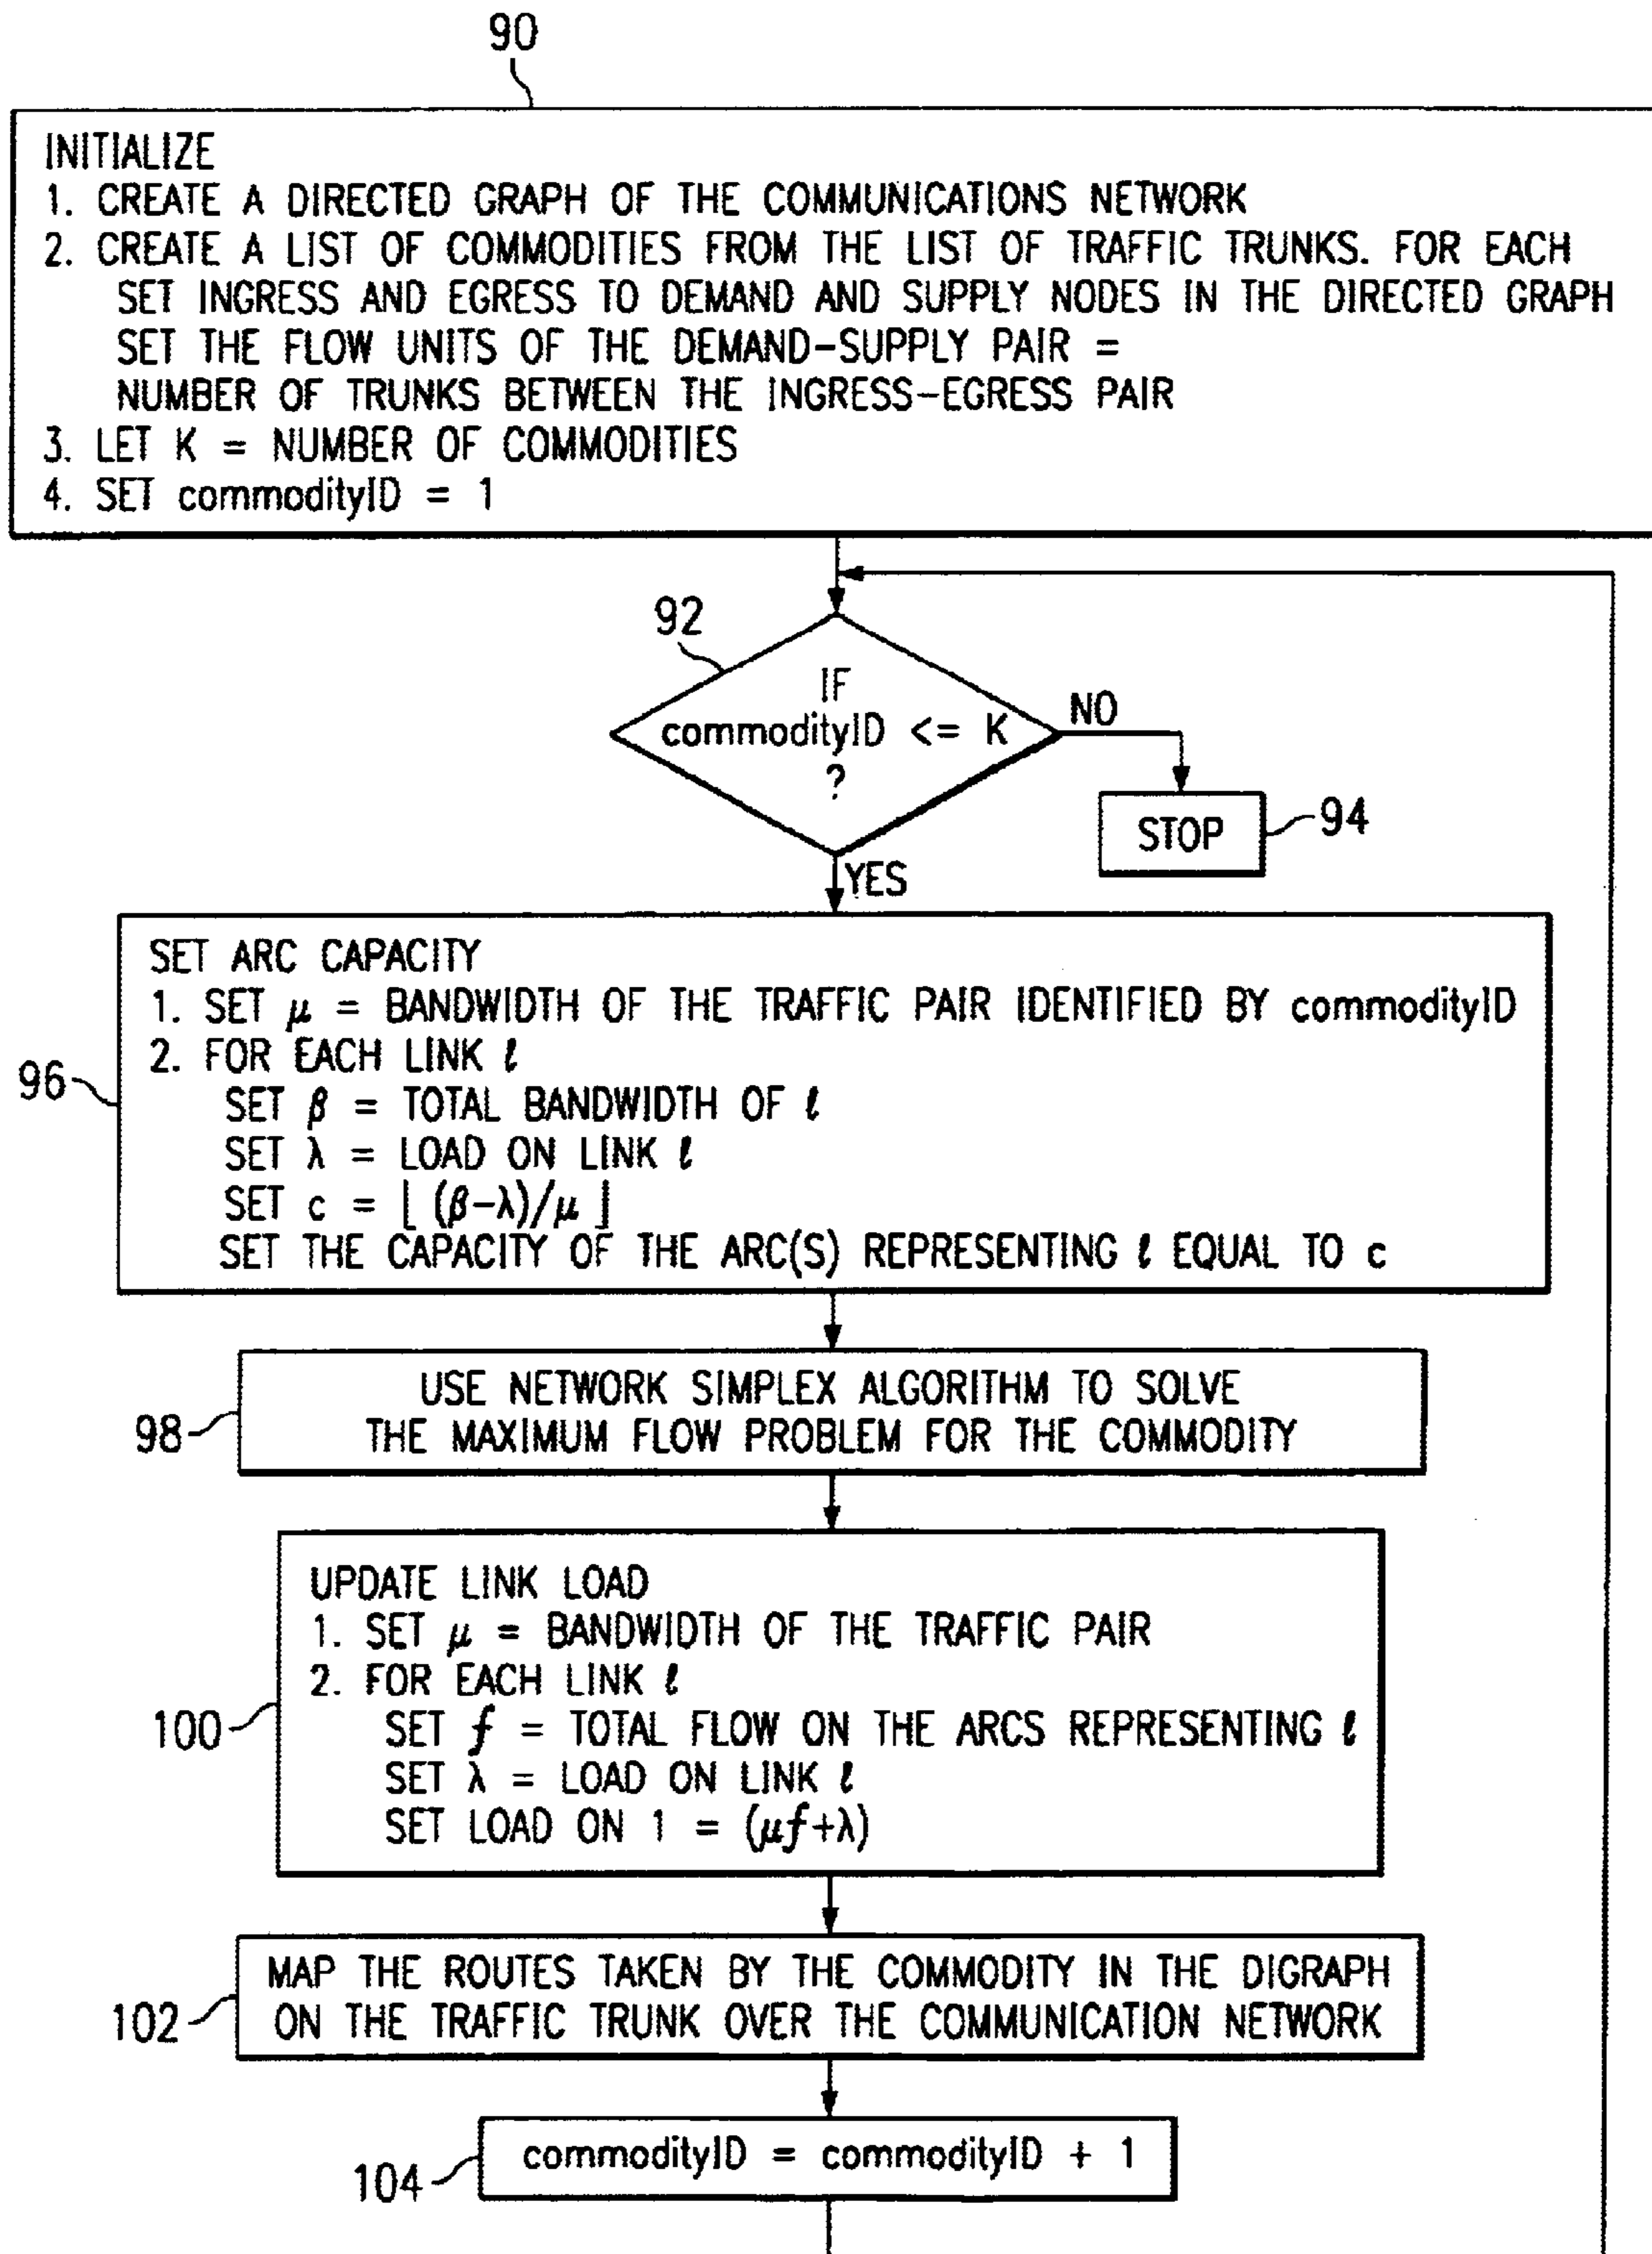 90
INITIALIZE
1. CREATE A DIRECTED GRAPH OF THE COMMUNICATIONS NETWORK
2. CREATE A LIST OF COMMODITIES FROM THE LIST OF TRAFFIC TRUNKS. FOR EACH
SET INGRESS AND EGRESS TO DEMAND AND SUPPLY NODES IN THE DIRECTED GRAPH
SET THE FLOW UNITS OF THE DEMAND-SUPPLY PAIR =
NUMBER OF TRUNKS BETWEEN THE INGRESS-EGRESS PAIR
3. LET K = NUMBER OF COMMODITIES
4. SET commodityID = 1
92
IF
commodityID <= K
?
NO
STOP
94
YES
96
SET ARC CAPACITY
1. SET μ = BANDWIDTH OF THE TRAFFIC PAIR IDENTIFIED BY commodityID
2. FOR EACH LINK ℓ
SET β = TOTAL BANDWIDTH OF ℓ
SET λ = LOAD ON LINK ℓ
SET c = ⌊ (β-λ)/μ ⌋
SET THE CAPACITY OF THE ARC(S) REPRESENTING ℓ EQUAL TO c
98
USE NETWORK SIMPLEX ALGORITHM TO SOLVE
THE MAXIMUM FLOW PROBLEM FOR THE COMMODITY
100
UPDATE LINK LOAD
1. SET μ = BANDWIDTH OF THE TRAFFIC PAIR
2. FOR EACH LINK ℓ
SET f = TOTAL FLOW ON THE ARCS REPRESENTING ℓ
SET λ = LOAD ON LINK ℓ
SET LOAD ON 1 = (μf+λ)
102
MAP THE ROUTES TAKEN BY THE COMMODITY IN THE DIGRAPH
ON THE TRAFFIC TRUNK OVER THE COMMUNICATION NETWORK
104
commodityID = commodityID + 1